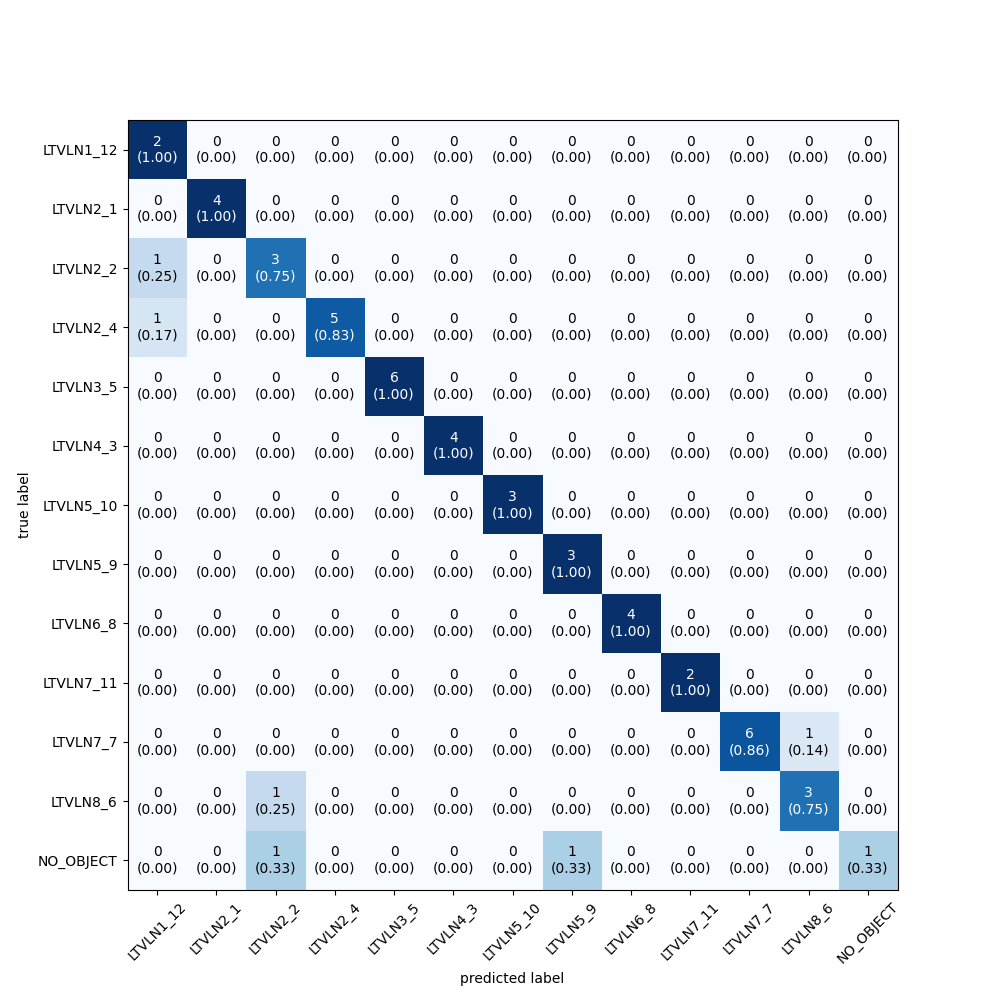 LTVLN1_12 2 0 0 0 0 0 0 0 0 0 0 0 0
(1.00) (0.00) (0.00) (0.00) (0.00) (0.00) (0.00) (0.00) (0.00) (0.00) (0.00) (0.00) (0.00)
LTVLN2_1 0 4 0 0 0 0 0 0 0 0 0 0 0
(0.00) (1.00) (0.00) (0.00) (0.00) (0.00) (0.00) (0.00) (0.00) (0.00) (0.00) (0.00) (0.00)
LTVLN2_2 1 0 3 0 0 0 0 0 0 0 0 0 0
(0.25) (0.00) (0.75) (0.00) (0.00) (0.00) (0.00) (0.00) (0.00) (0.00) (0.00) (0.00) (0.00)
LTVLN2_4 1 0 0 5 0 0 0 0 0 0 0 0 0
(0.17) (0.00) (0.00) (0.83) (0.00) (0.00) (0.00) (0.00) (0.00) (0.00) (0.00) (0.00) (0.00)
LTVLN3_5 0 0 0 0 6 0 0 0 0 0 0 0 0
(0.00) (0.00) (0.00) (0.00) (1.00) (0.00) (0.00) (0.00) (0.00) (0.00) (0.00) (0.00) (0.00)
LTVLN4_3 0 0 0 0 0 4 0 0 0 0 0 0 0
(0.00) (0.00) (0.00) (0.00) (0.00) (1.00) (0.00) (0.00) (0.00) (0.00) (0.00) (0.00) (0.00)
LTVLN5_10 0 0 0 0 0 0 3 0 0 0 0 0 0
(0.00) (0.00) (0.00) (0.00) (0.00) (0.00) (1.00) (0.00) (0.00) (0.00) (0.00) (0.00) (0.00)
LTVLN5_9 0 0 0 0 0 0 0 3 0 0 0 0 0
(0.00) (0.00) (0.00) (0.00) (0.00) (0.00) (0.00) (1.00) (0.00) (0.00) (0.00) (0.00) (0.00)
LTVLN6_8 0 0 0 0 0 0 0 0 4 0 0 0 0
(0.00) (0.00) (0.00) (0.00) (0.00) (0.00) (0.00) (0.00) (1.00) (0.00) (0.00) (0.00) (0.00)
LTVLN7_11 0 0 0 0 0 0 0 0 0 2 0 0 0
(0.00) (0.00) (0.00) (0.00) (0.00) (0.00) (0.00) (0.00) (0.00) (1.00) (0.00) (0.00) (0.00)
LTVLN7_7 0 0 0 0 0 0 0 0 0 0 6 1 0
(0.00) (0.00) (0.00) (0.00) (0.00) (0.00) (0.00) (0.00) (0.00) (0.00) (0.86) (0.14) (0.00)
LTVLN8_6 0 0 1 0 0 0 0 0 0 0 0 3 0
(0.00) (0.00) (0.25) (0.00) (0.00) (0.00) (0.00) (0.00) (0.00) (0.00) (0.00) (0.75) (0.00)
NO_OBJECT 0 0 1 0 0 0 0 1 0 0 0 0 1
(0.00) (0.00) (0.33) (0.00) (0.00) (0.00) (0.00) (0.33) (0.00) (0.00) (0.00) (0.00) (0.33)
true label
LTVLN1_12 LTVLN2_1 LTVLN2_2 LTVLN2_4 LTVLN3_5 LTVLN4_3 LTVLN5_10 LTVLN5_9 LTVLN6_8 LTVLN7_11 LTVLN7_7 LTVLN8_6 NO_OBJECT
predicted label